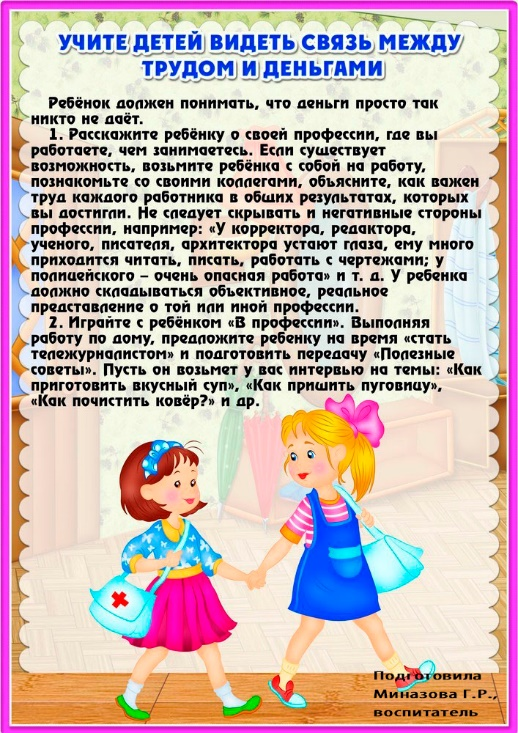 УЧИТЕ ДЕТЕЙ ВИДЕТЬ СВЯЗЬ МЕЖДУ
ТРУДОМ И ДЕНЬГАМИ
Ребёнок должен понимать, что деньги просто так
никто не даёт.
1. Расскажите ребёнку о своей профессии, где вы
работаете, чем занимаетесь. Если существует
возможность, возьмите ребёнка с собой на работу,
познакомьте со своими коллегами, объясните, как важен
труд каждого работника в общих результатах, которых
вы достигли. Не следует скрывать и негативные стороны
профессии, например: «У корректора, редактора,
ученого, писателя, архитектора устают глаза, ему много
приходится читать, писать, работать с чертежами; у
полицейского – очень опасная работа» и т. д. У ребенка
должно складываться объективное, реальное
представление о той или иной профессии.
2. Играйте с ребёнком «В профессии». Выполняя
работу по дому, предложите ребенку на время «стать
тележурналистом» и подготовить передачу «Полезные
советы». Пусть он возьмет у вас интервью на темы: «Как
приготовить вкусный суп», «Как пришить пуговицу»,
«Как почистить ковёр?» и др.
Подготовила
Миназова Г.Р.,
воспитатель